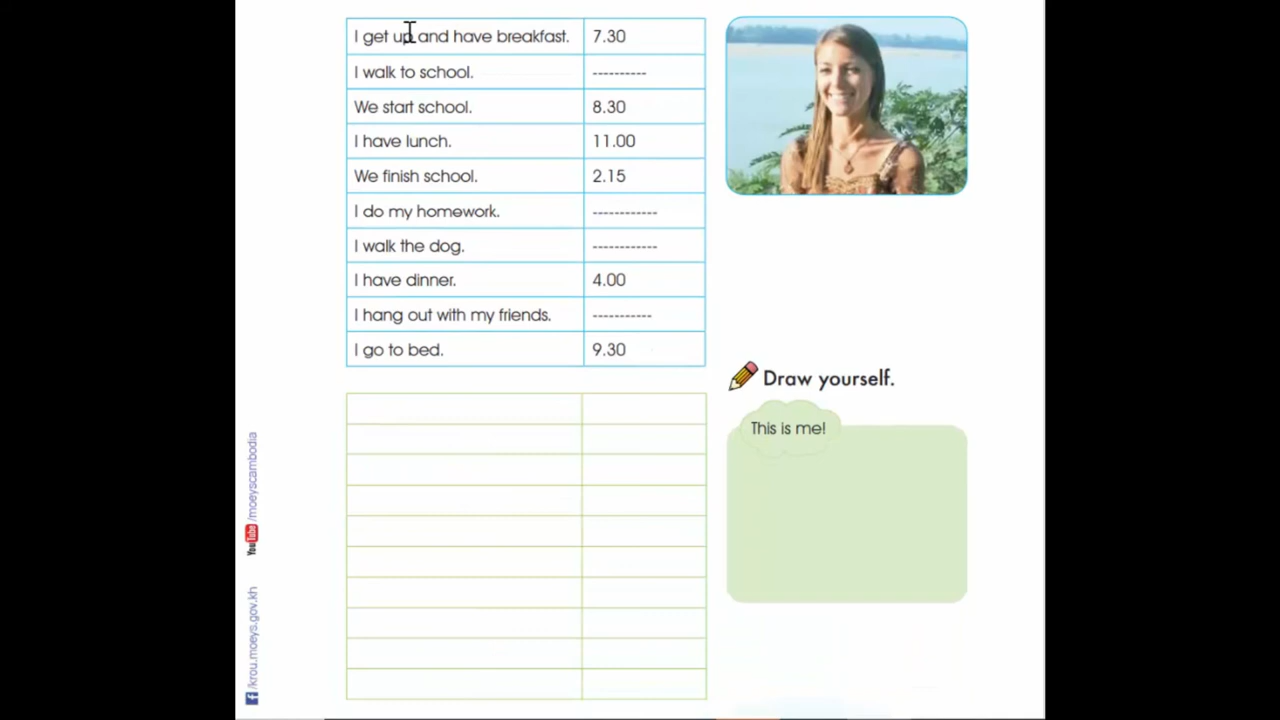 I get up and have breakfast. 7.30
I walk to school. ----------
We start school. 8.30
I have lunch. 11.00
We finish school. 2.15
I do my homework. ------------
I walk the dog. ------------
I have dinner. 4.00
I hang out with my friends. -----------
I go to bed. 9.30
Draw yourself.
This is me!
YouTube /moeyscambodia
f /krou.moeys.gov.kh